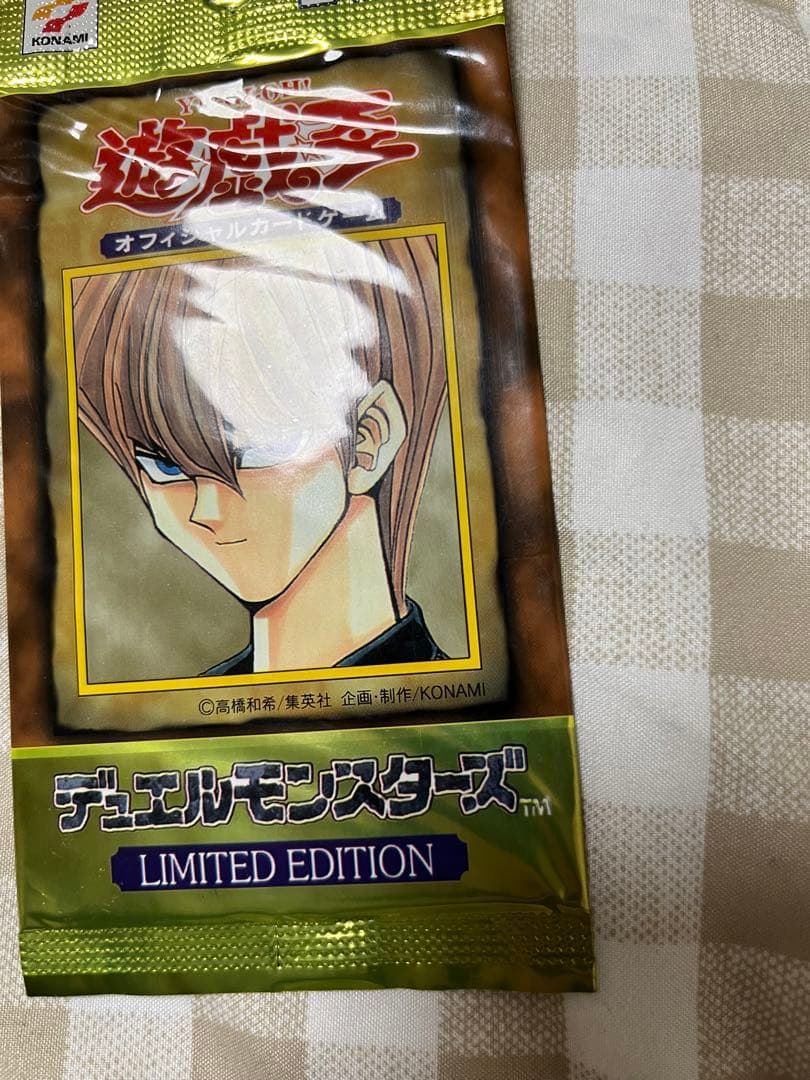 KONAMI
YU-GI-OH!
遊戯王
オフィシャルカードゲーム
©高橋和希/集英社 企画・制作/KONAMI
デュエルモンスターズ™
LIMITED EDITION